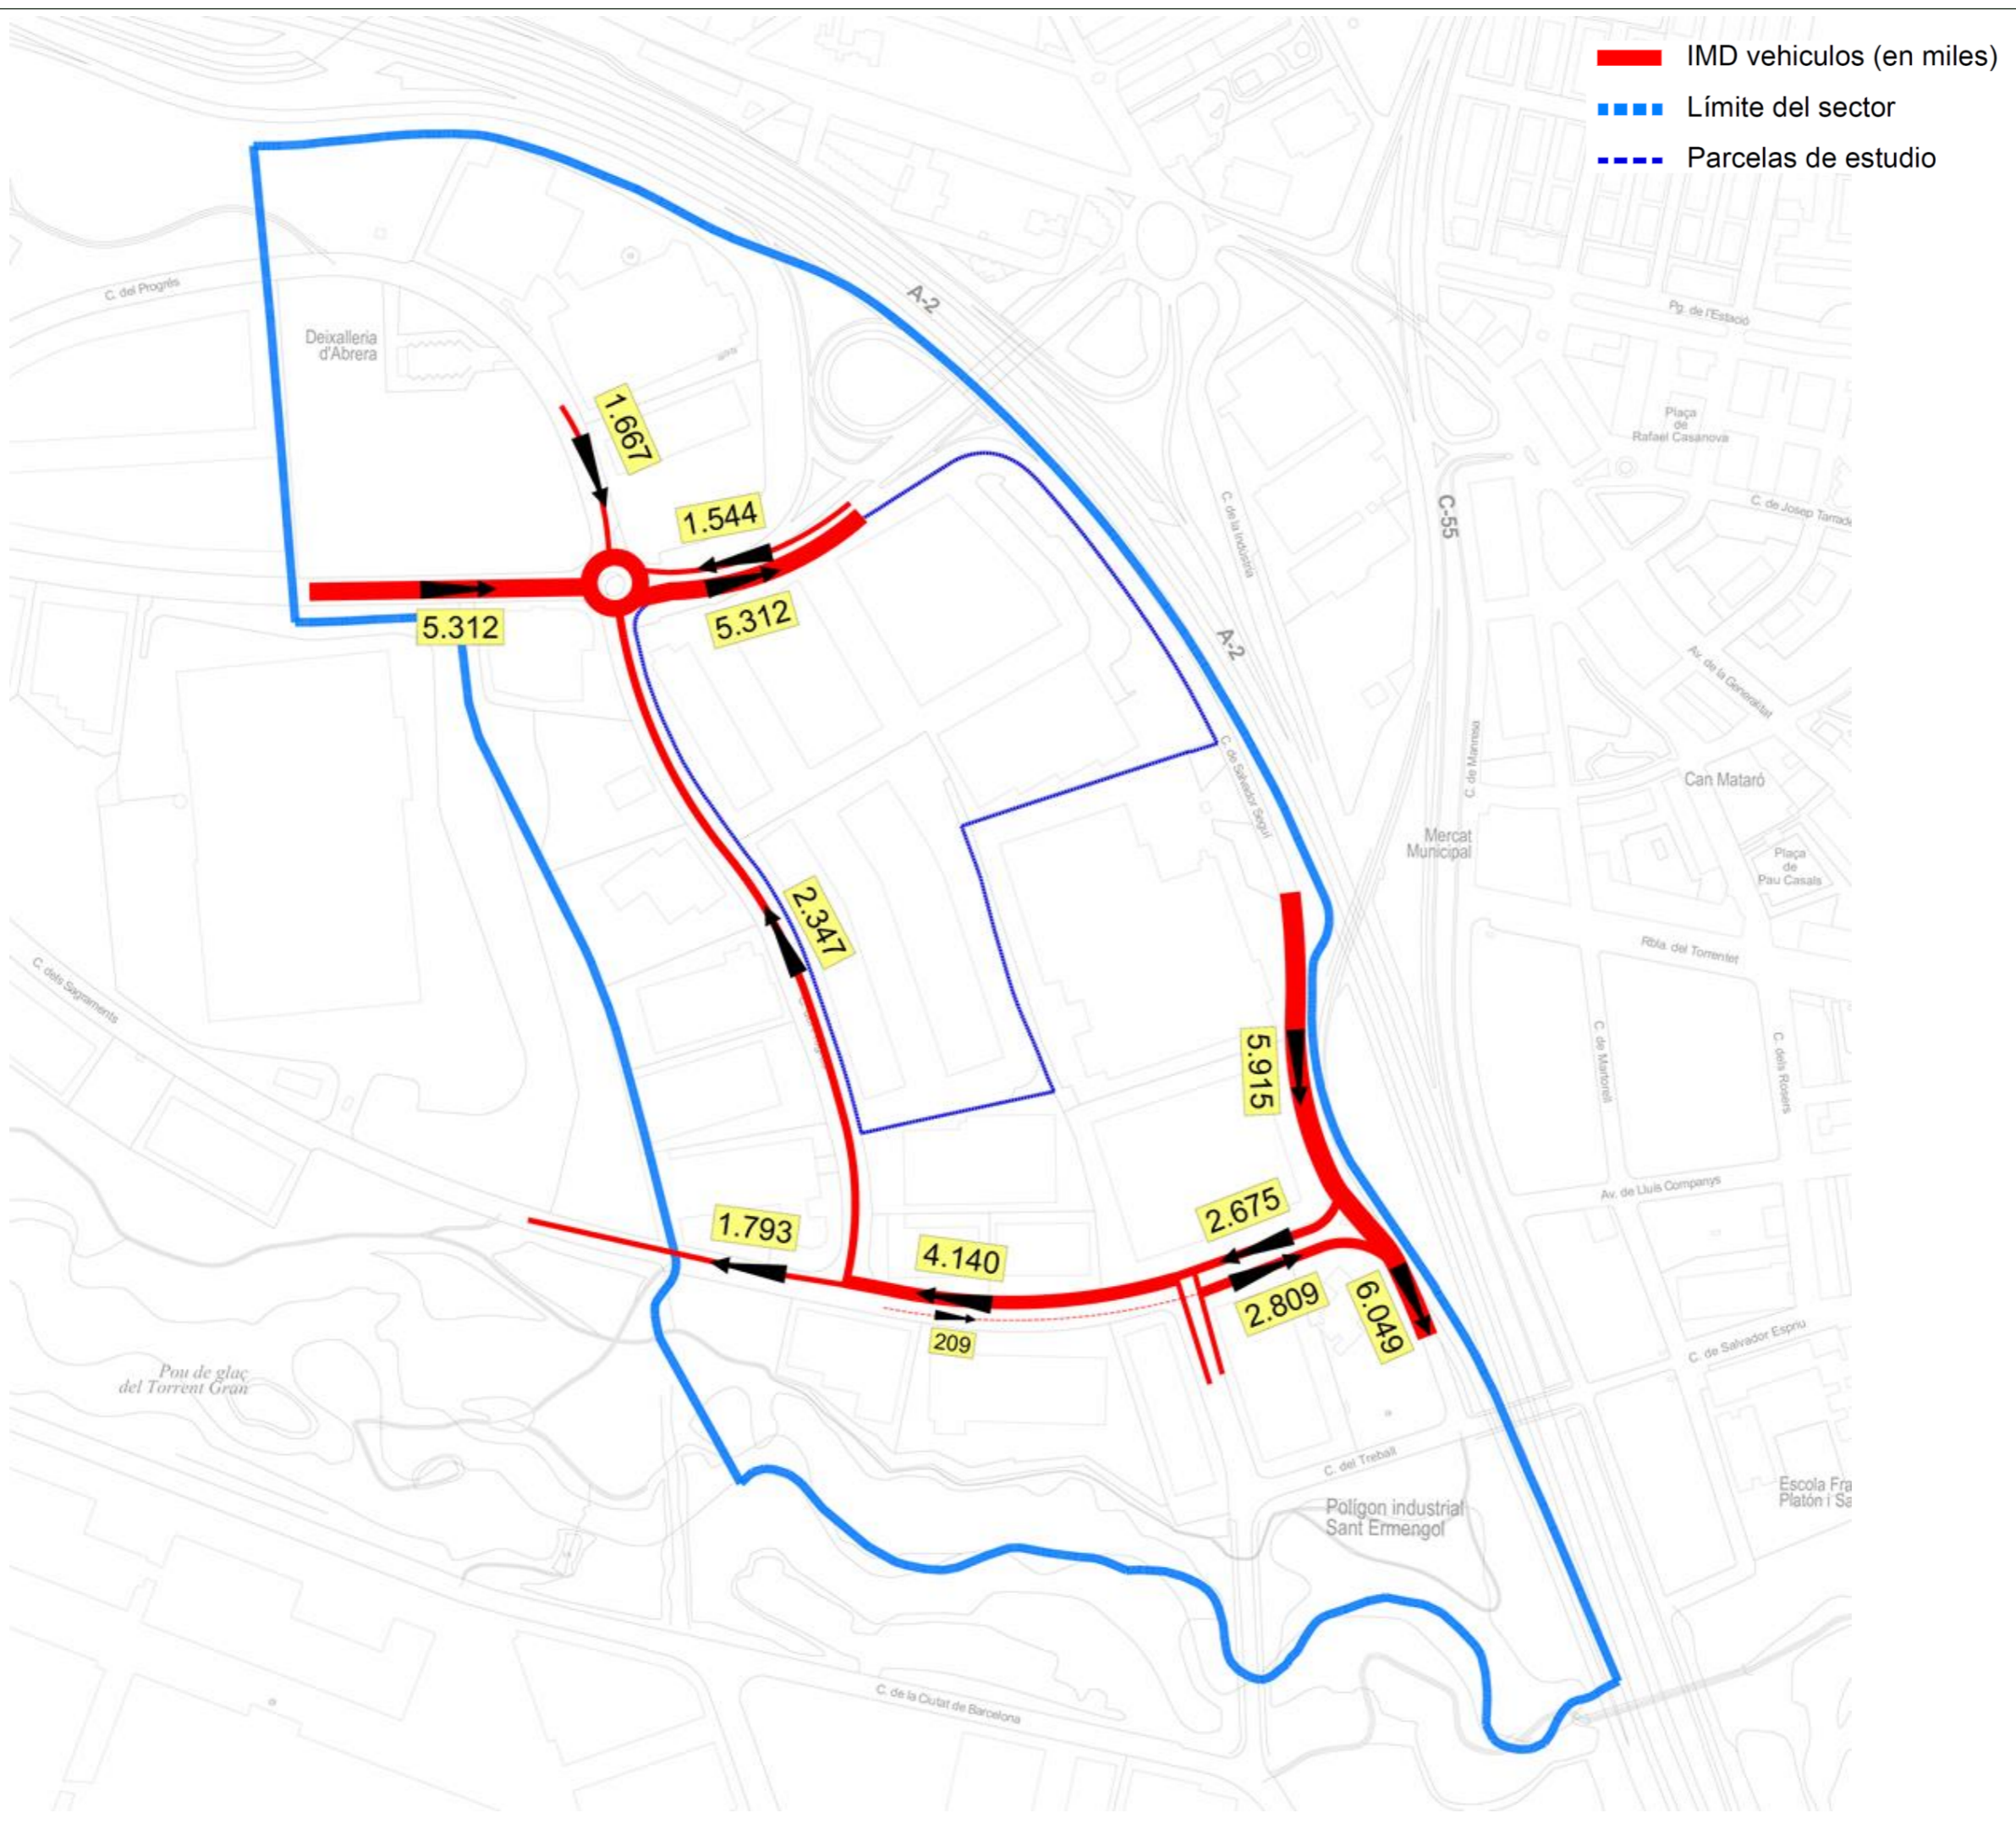 IMD vehiculos (en miles)
Límite del sector
Parcelas de estudio
A-2
C. del Progrés
Deixalleria
d'Abrera
Pg. de l'Estació
Plaça
de
Rafael Casanova
1.667
1.544
5.312
5.312
C. de la Indústria
C-55
C. de Josep Tarrade
A-2
Av. de la Generalitat
C. de Salvador Seguí
C. de Manresa
Can Mataró
Mercat
Municipal
Plaça
de
Pau Casals
2.347
Rbla. del Torrentet
C. dels Sagraments
5.915
C. de Martorell
C. dels Rosers
Av. de Lluís Companys
2.675
1.793
4.140
2.809
6.049
209
C. de Salvador Espriu
Pou de glaç
del Torrent Gran
C. del Treball
Escola Fra
Platón i Sa
Polígon industrial
Sant Ermengol
C. de la Ciutat de Barcelona